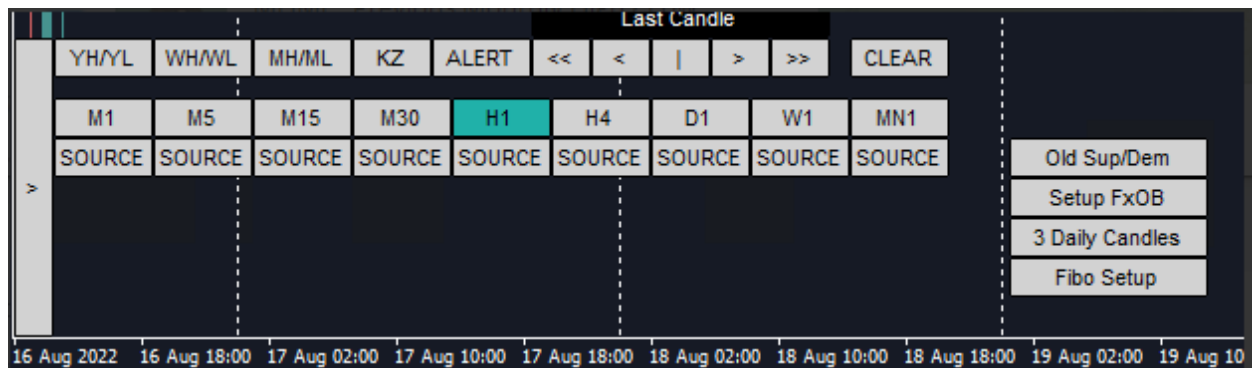 Last Candle
YH/YL WH/WL MH/ML KZ ALERT << < | > >> CLEAR
M1 M5 M15 M30 H1 H4 D1 W1 MN1
SOURCE SOURCE SOURCE SOURCE SOURCE SOURCE SOURCE SOURCE SOURCE Old Sup/Dem
> Setup FxOB
3 Daily Candles
Fibo Setup
16 Aug 2022 16 Aug 18:00 17 Aug 02:00 17 Aug 10:00 17 Aug 18:00 18 Aug 02:00 18 Aug 10:00 18 Aug 18:00 19 Aug 02:00 19 Aug 10